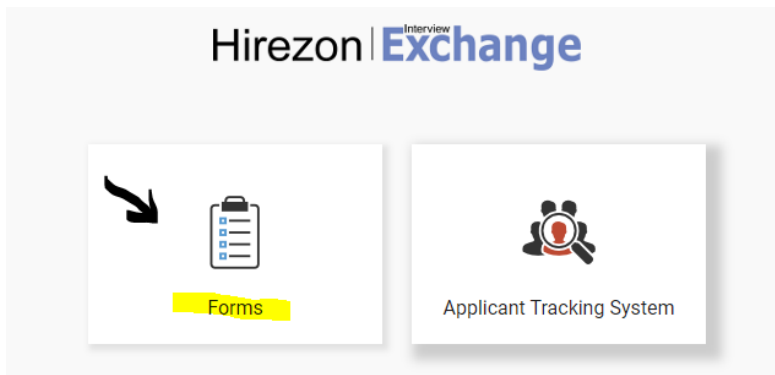 Hirezon | Interview Exchange
Forms
Applicant Tracking System